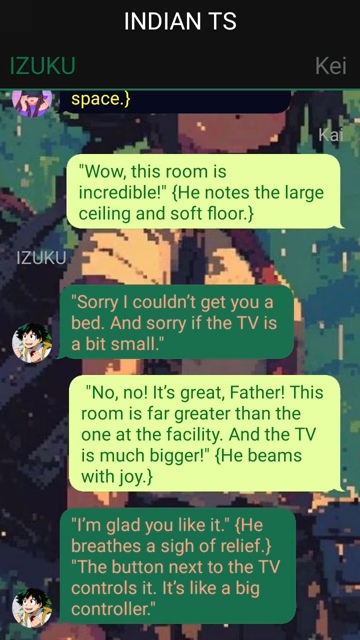 INDIAN TS
IZUKU Kei
space.}
Kai
"Wow, this room is
incredible!" {He notes the large
ceiling and soft floor.}
IZUKU
"Sorry I couldn't get you a
bed. And sorry if the TV is
a bit small."
"No, no! It's great, Father! This
room is far greater than the
one at the facility. And the TV
is much bigger!" {He beams
with joy.}
"I'm glad you like it." {He
breathes a sigh of relief.}
"The button next to the TV
controls it. It's like a big
controller."